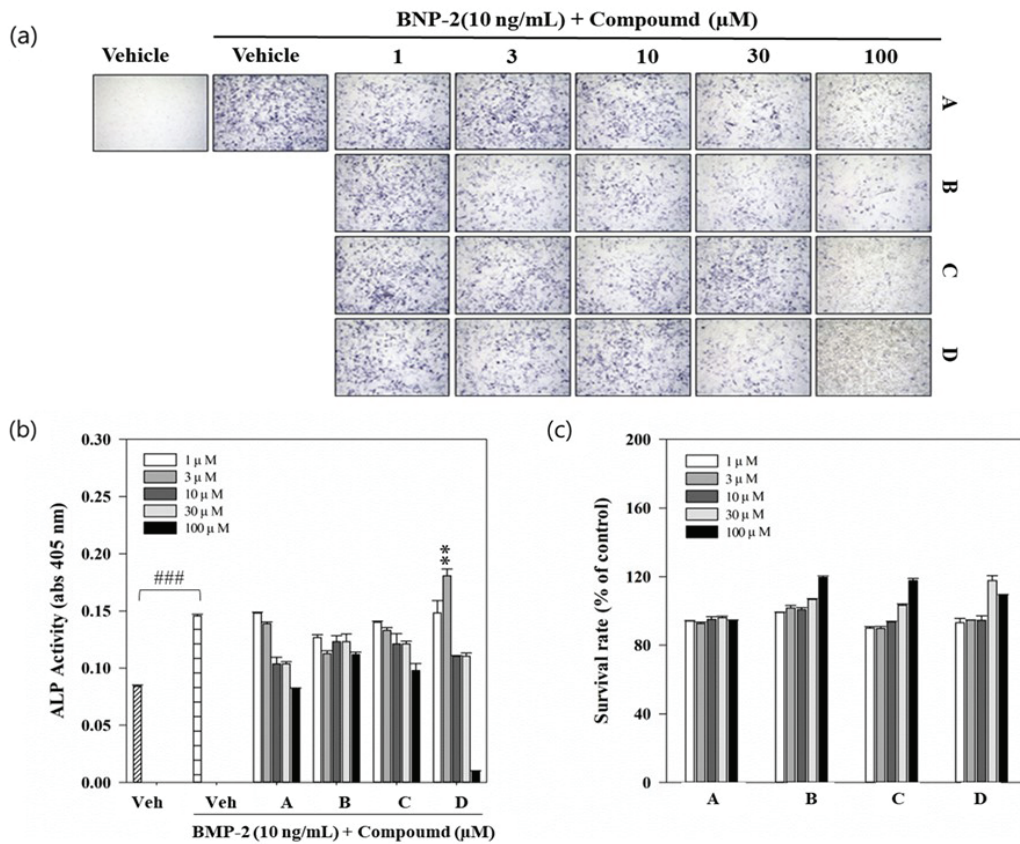 (a)
BNP-2(10 ng/mL) + Compoumd (µM)
Vehicle Vehicle 1 3 10 30 100
A
B
C
D
(b)
0.30
0.25
0.20
0.15
0.10
0.05
0.00
ALP Activity (abs 405 nm)
1 µ M
3 µ M
10 µ M
30 µ M
100 µ M
###
**
Veh Veh A B C D
BMP-2 (10 ng/mL) + Compoumd (µM)
(c)
200
160
120
80
40
0
Survival rate (% of control)
1 µ M
3 µ M
10 µ M
30 µ M
100 µ M
A B C D